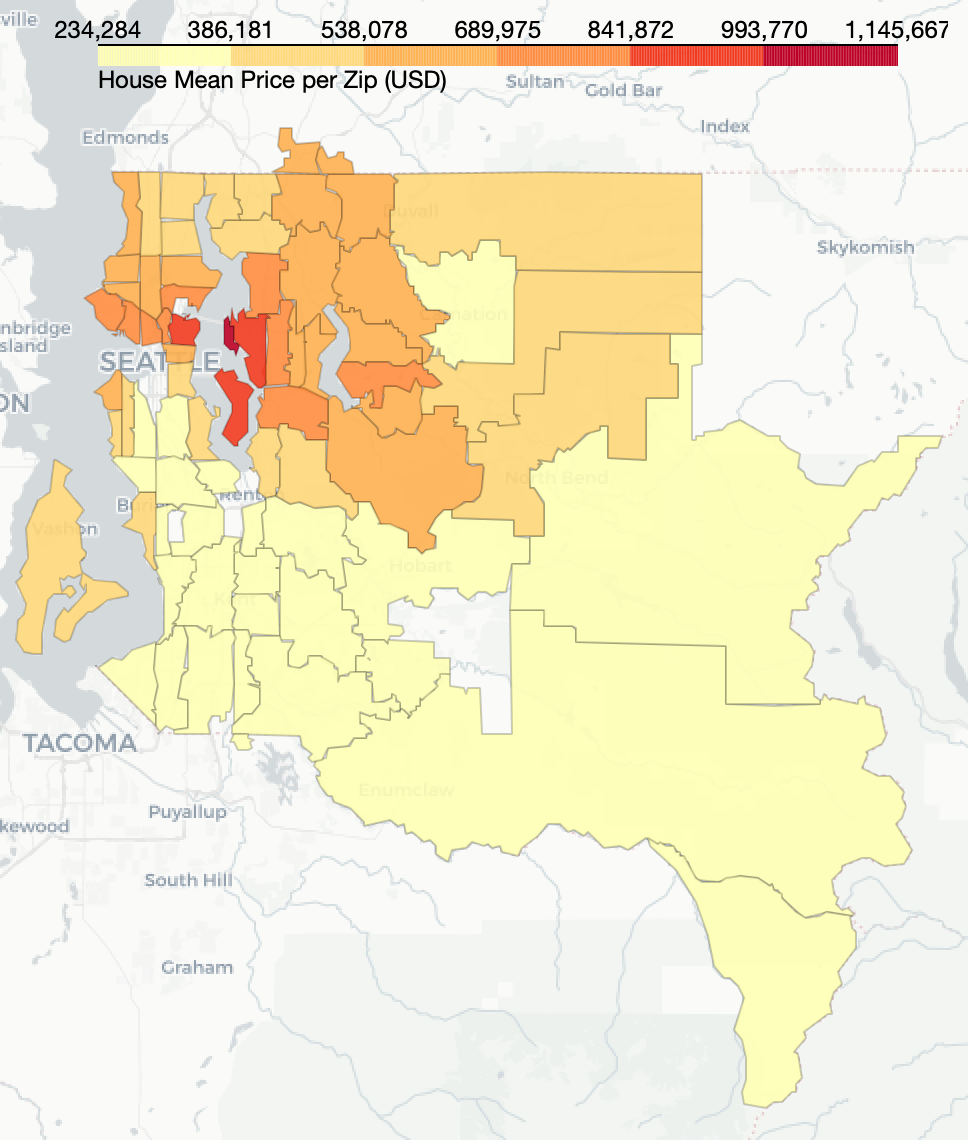 ville
234,284 386,181 538,078 689,975 841,872 993,770 1,145,667
House Mean Price per Zip (USD)
Sultan
Gold Bar
Edmonds
Index
Duvall
Skykomish
Carnation
nbridge
sland
SEATTLE
ON
North Bend
Renton
Vashon
Hobart
Kent
TACOMA
Enumclaw
Puyallup
kewood
South Hill
Graham